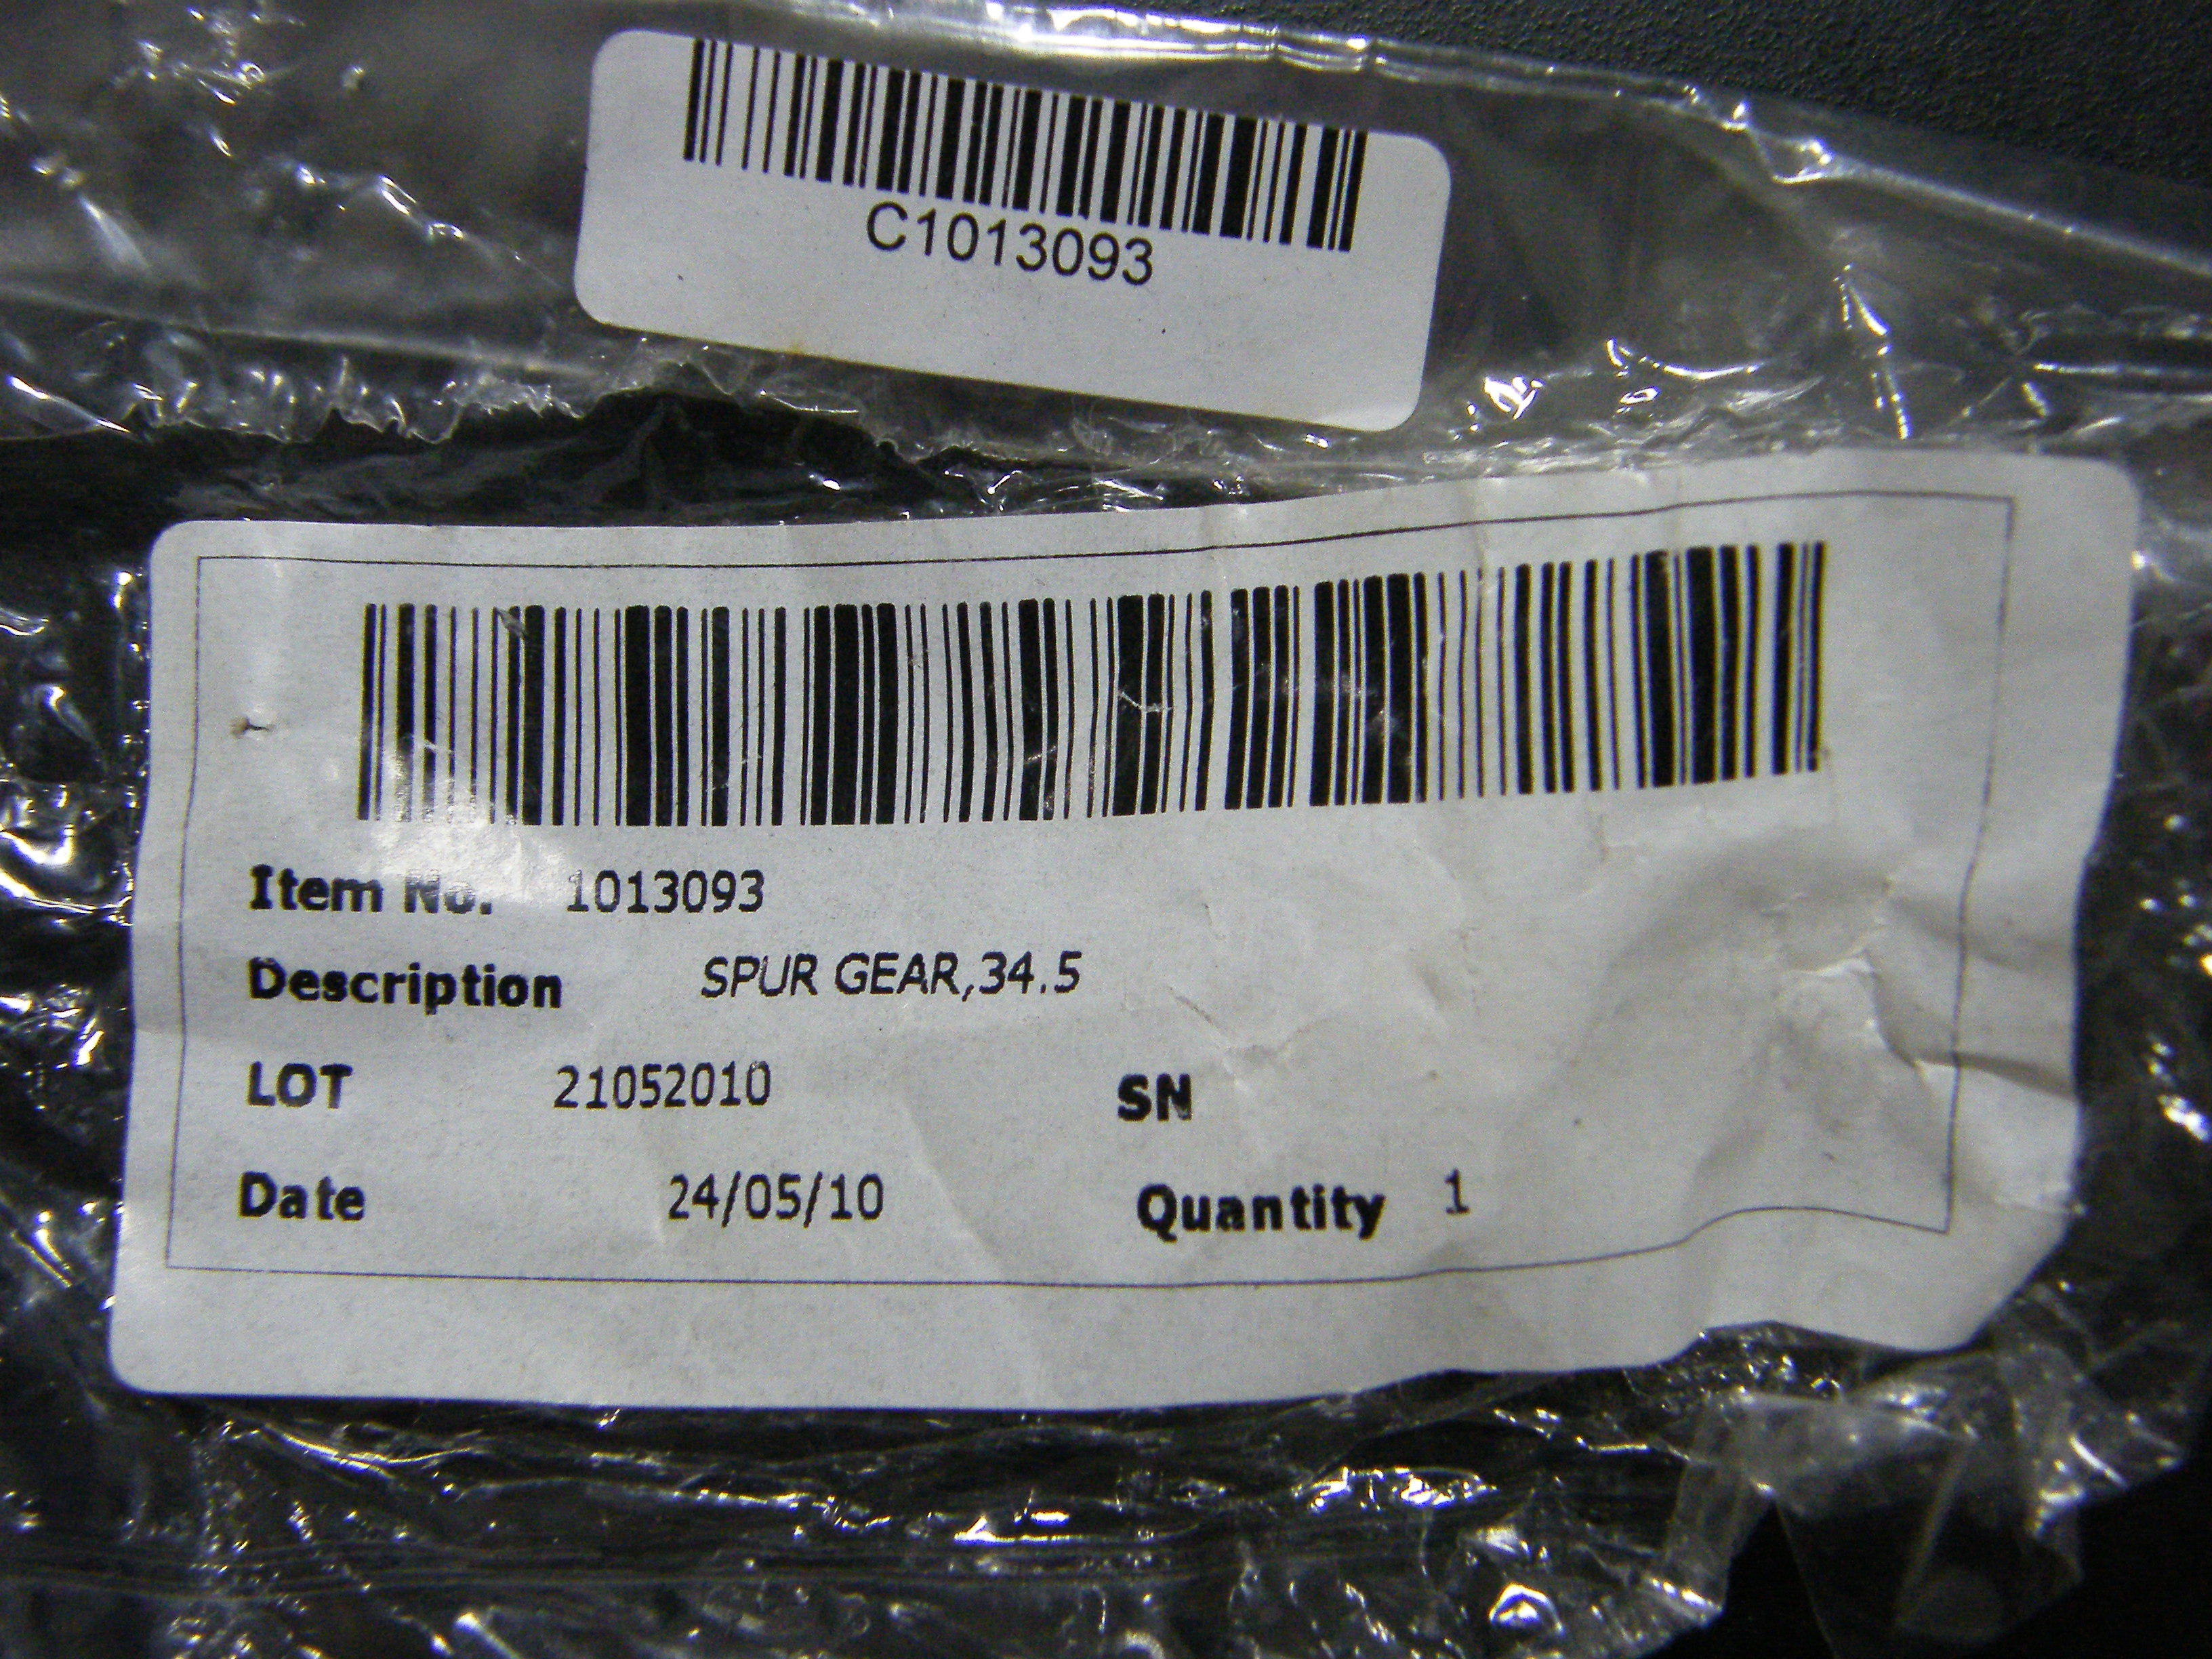 C1013093
Item No. 1013093
Description SPUR GEAR,34.5
LOT 21052010 SN
Date 24/05/10 Quantity 1